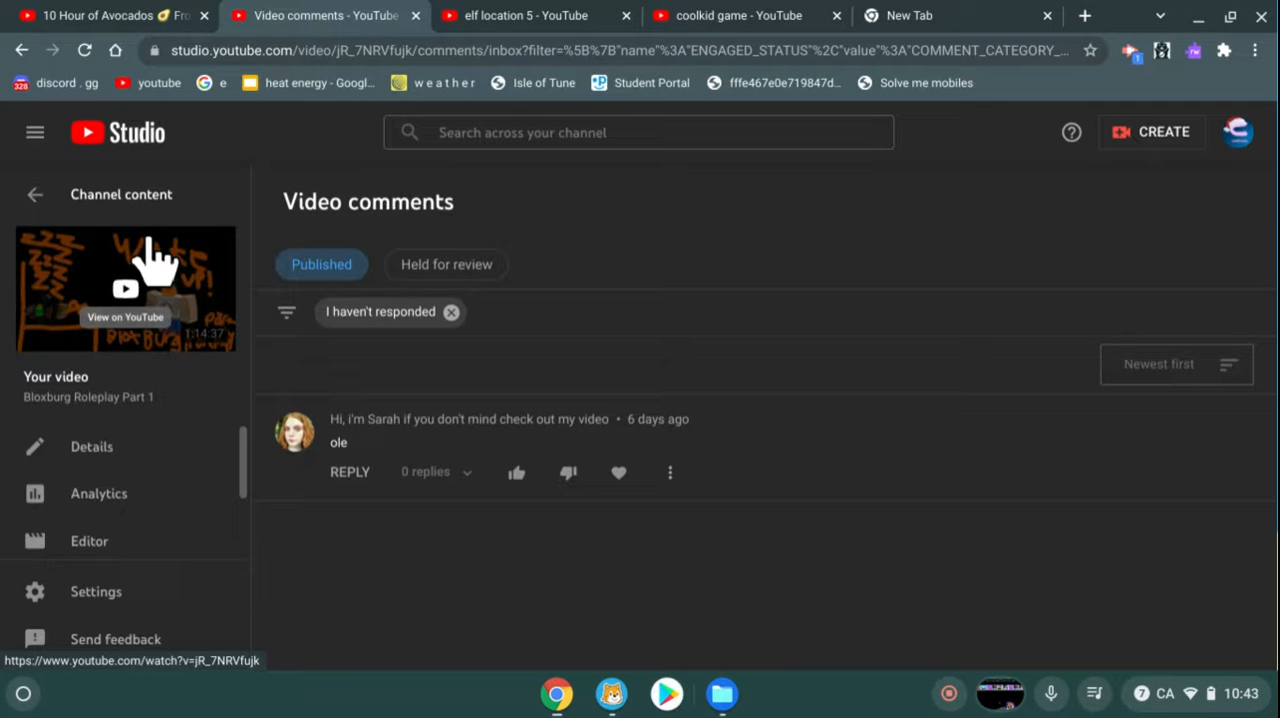 10 Hour of Avocados 🥑 Fro
Video comments - YouTube
elf location 5 - YouTube
coolkid game - YouTube
New Tab
studio.youtube.com/video/jR_7NRVfujk/comments/inbox?filter=%5B%7B"name"%3A"ENGAGED_STATUS"%2C"value"%3A"COMMENT_CATEGORY_...
1
328
discord . gg
youtube
e
heat energy - Googl...
w e a t h e r
Isle of Tune
Student Portal
fffe467e0e719847d...
Solve me mobiles
Studio
Search across your channel
CREATE
Channel content
Video comments
View on YouTube
1:14:37
Published
Held for review
I haven't responded
Newest first
Your video
Bloxburg Roleplay Part 1
Hi, i'm Sarah if you don't mind check out my video • 6 days ago
ole
REPLY 0 replies
Details
Analytics
Editor
Settings
Send feedback
https://www.youtube.com/watch?v=jR_7NRVfujk
7 CA 10:43